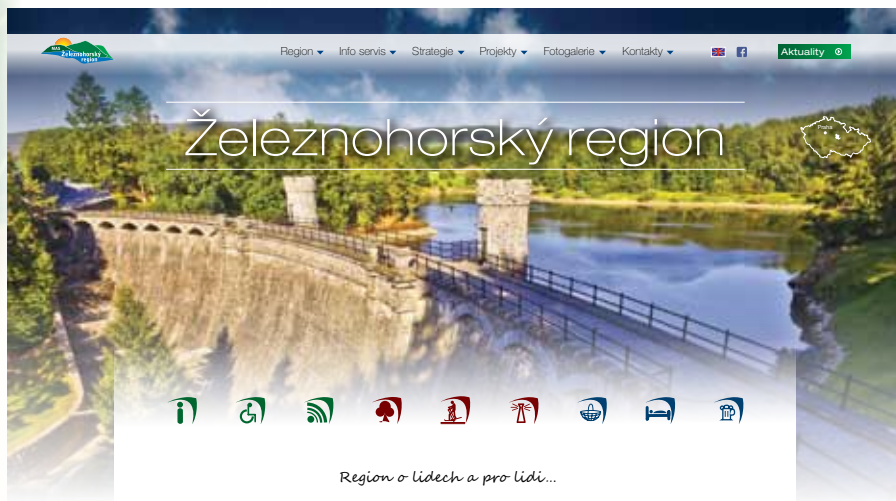 MAS
Železnohorský
region
Region
Info servis
Strategie
Projekty
Fotogalerie
Kontakty
Aktuality
Železnohorský region
Praha
Region o lidech a pro lidi...